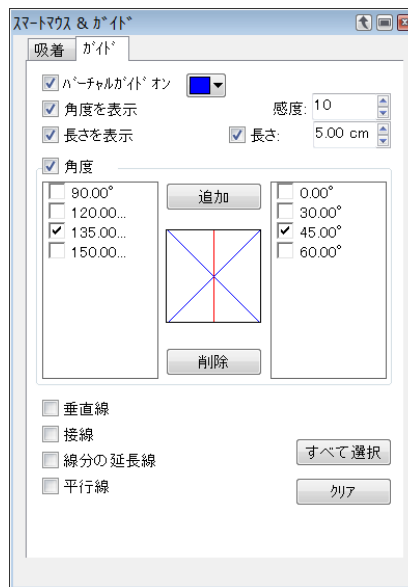 ｽﾏｰﾄﾏｳｽ & ｶﾞｲﾄﾞ
吸着 ｶﾞｲﾄﾞ
ﾊﾞｰﾁｬﾙｶﾞｲﾄﾞ ｵﾝ
角度を表示 感度: 10
長さを表示 長さ: 5.00 cm
角度
90.00° 追加 0.00°
120.00... 30.00°
135.00... 45.00°
150.00... 60.00°
削除
垂直線
接線
線分の延長線 すべて選択
平行線 ｸﾘｱ